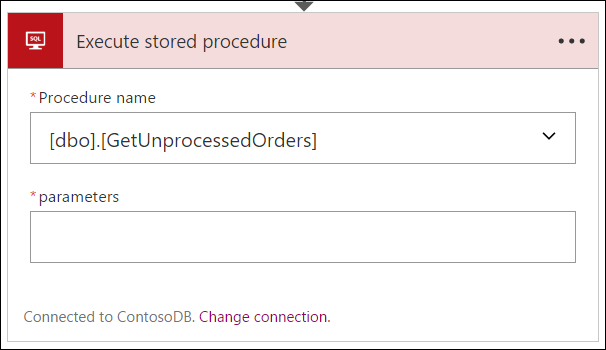 SQL
Execute stored procedure
*Procedure name
[dbo].[GetUnprocessedOrders]
*parameters
Connected to ContosoDB. Change connection.